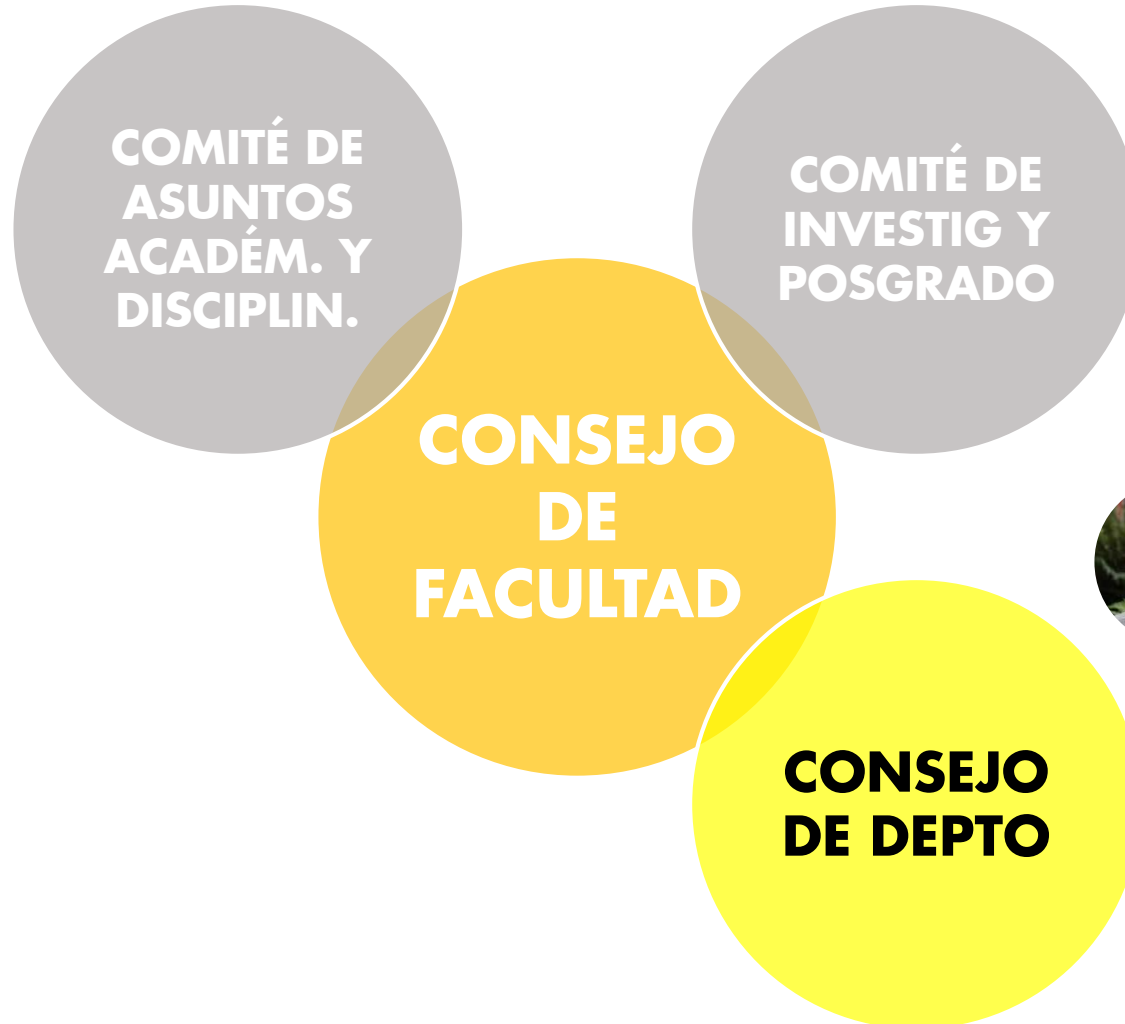 COMITÉ DE
ASUNTOS
ACADÉM. Y
DISCIPLIN.
COMITÉ DE
INVESTIG Y
POSGRADO
CONSEJO
DE
FACULTAD
CONSEJO
DE DEPTO